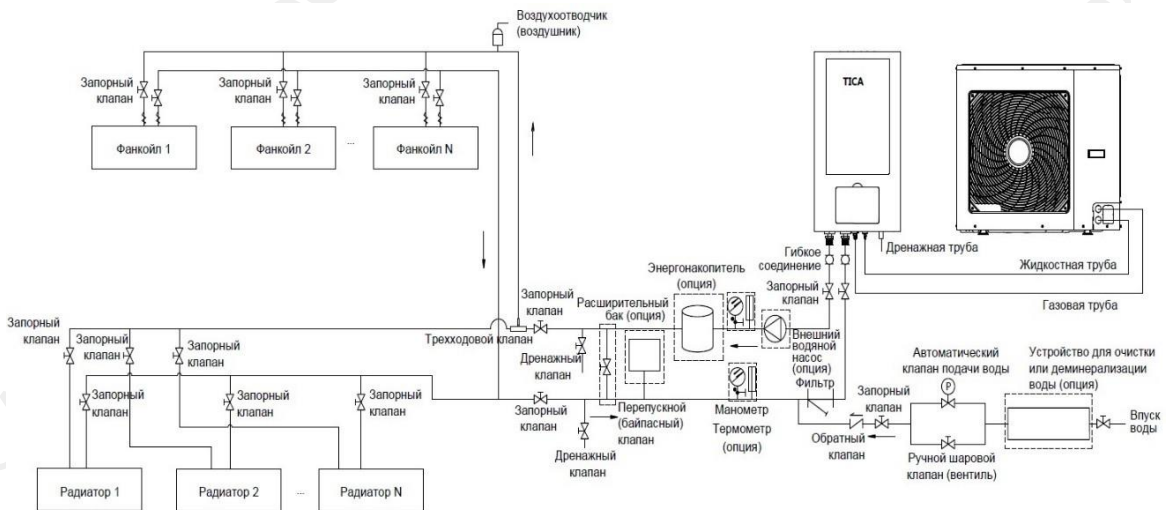 Воздухоотводчик
(воздушник)
Запорный
клапан
Запорный
клапан
Запорный
клапан
Фанкойл 1
Фанкойл 2
...
Фанкойл N
TICA
Дренажная труба
Гибкое
соединение
Жидкостная труба
Запорный
клапан
Газовая труба
Энергонакопитель
(опция)
Расширительный
бак (опция)
Запорный
клапан
Трехходовой клапан
Дренажный
клапан
Внешний
водяной
насос
(опция)
Фильтр
Запорный
клапан
Запорный
клапан
Запорный
клапан
Запорный
клапан
Запорный
клапан
Запорный
клапан
Запорный
клапан
Дренажный
клапан
Перепускной
(байпасный)
клапан
Манометр
Термометр
(опция)
Автоматический
клапан подачи воды
P
Запорный
клапан
Обратный
клапан
Ручной шаровой
клапан (вентиль)
Устройство для очистки
или деминерализации
воды (опция)
Впуск
воды
Радиатор 1
Радиатор 2
...
Радиатор N